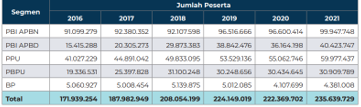 Segmen Jumlah Peserta
2016 2017 2018 2019 2020 2021
PBI APBN 91.099.279 92.380.352 92.107.598 96.516.666 96.600.414 99.947.748
PBI APBD 15.415.288 20.305.273 29.873.383 38.842.476 36.164.198 40.423.747
PPU 41.027.229 44.891.042 49.833.095 53.529.136 55.062.746 59.977.437
PBPU 19.336.531 25.397.828 31.100.248 30.248.656 30.434.645 30.909.789
BP 5.060.927 5.008.454 5.139.875 5.012.085 4.107.699 4.381.008
Total 171.939.254 187.982.949 208.054.199 224.149.019 222.369.702 235.639.729